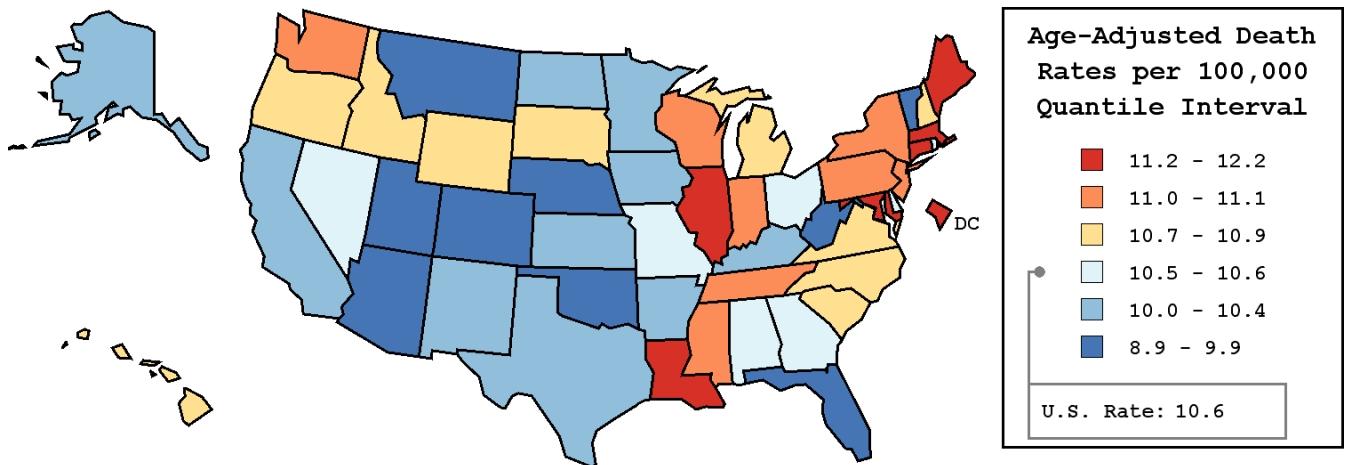 Age-Adjusted Death
Rates per 100,000
Quantile Interval
11.2 - 12.2
11.0 - 11.1
10.7 - 10.9
10.5 - 10.6
10.0 - 10.4
8.9 - 9.9
U.S. Rate: 10.6
DC